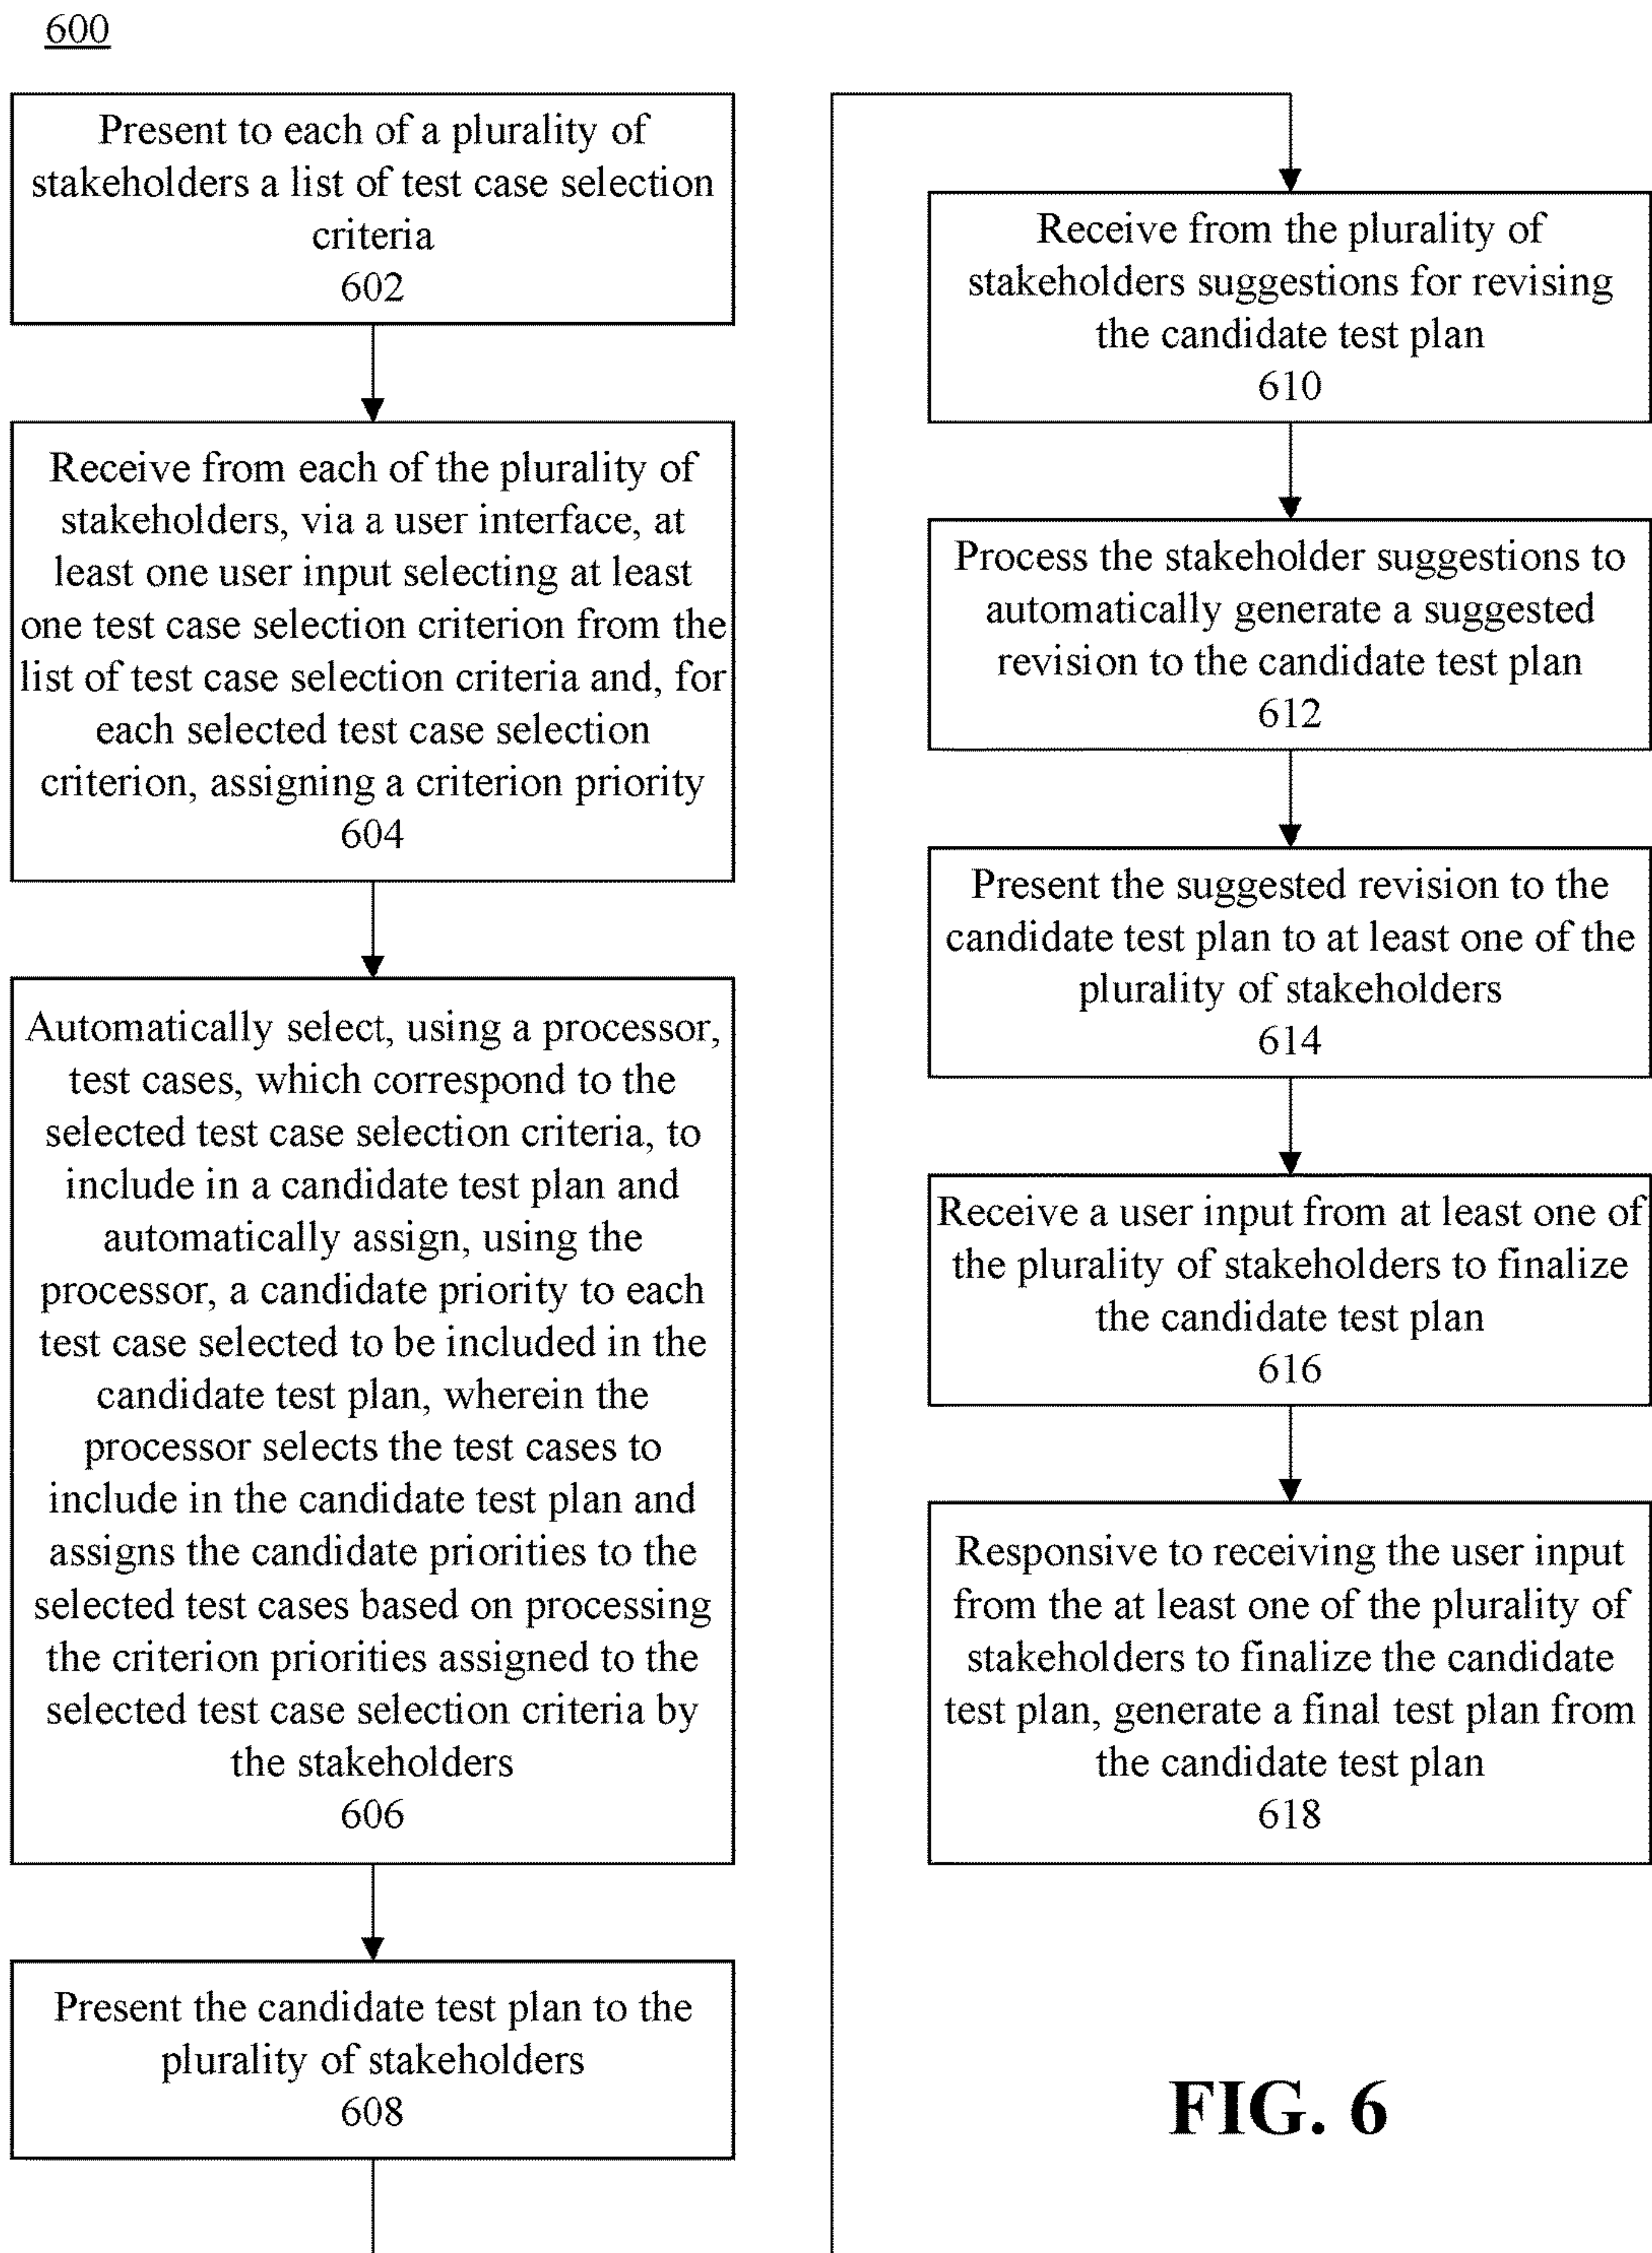 600
Present to each of a plurality of
stakeholders a list of test case selection
criteria
602
Receive from each of the plurality of
stakeholders, via a user interface, at
least one user input selecting at least
one test case selection criterion from the
list of test case selection criteria and, for
each selected test case selection
criterion, assigning a criterion priority
604
Automatically select, using a processor,
test cases, which correspond to the
selected test case selection criteria, to
include in a candidate test plan and
automatically assign, using the
processor, a candidate priority to each
test case selected to be included in the
candidate test plan, wherein the
processor selects the test cases to
include in the candidate test plan and
assigns the candidate priorities to the
selected test cases based on processing
the criterion priorities assigned to the
selected test case selection criteria by
the stakeholders
606
Present the candidate test plan to the
plurality of stakeholders
608
Receive from the plurality of
stakeholders suggestions for revising
the candidate test plan
610
Process the stakeholder suggestions to
automatically generate a suggested
revision to the candidate test plan
612
Present the suggested revision to the
candidate test plan to at least one of the
plurality of stakeholders
614
Receive a user input from at least one of
the plurality of stakeholders to finalize
the candidate test plan
616
Responsive to receiving the user input
from the at least one of the plurality of
stakeholders to finalize the candidate
test plan, generate a final test plan from
the candidate test plan
618
FIG. 6